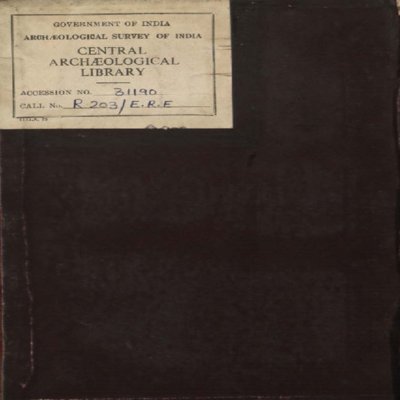 GOVERNMENT OF INDIA
ARCHÆOLOGICAL SURVEY OF INDIA
CENTRAL
ARCHÆOLOGICAL
LIBRARY
ACCESSION NO. 31190
CALL No. R 203/E.R.E